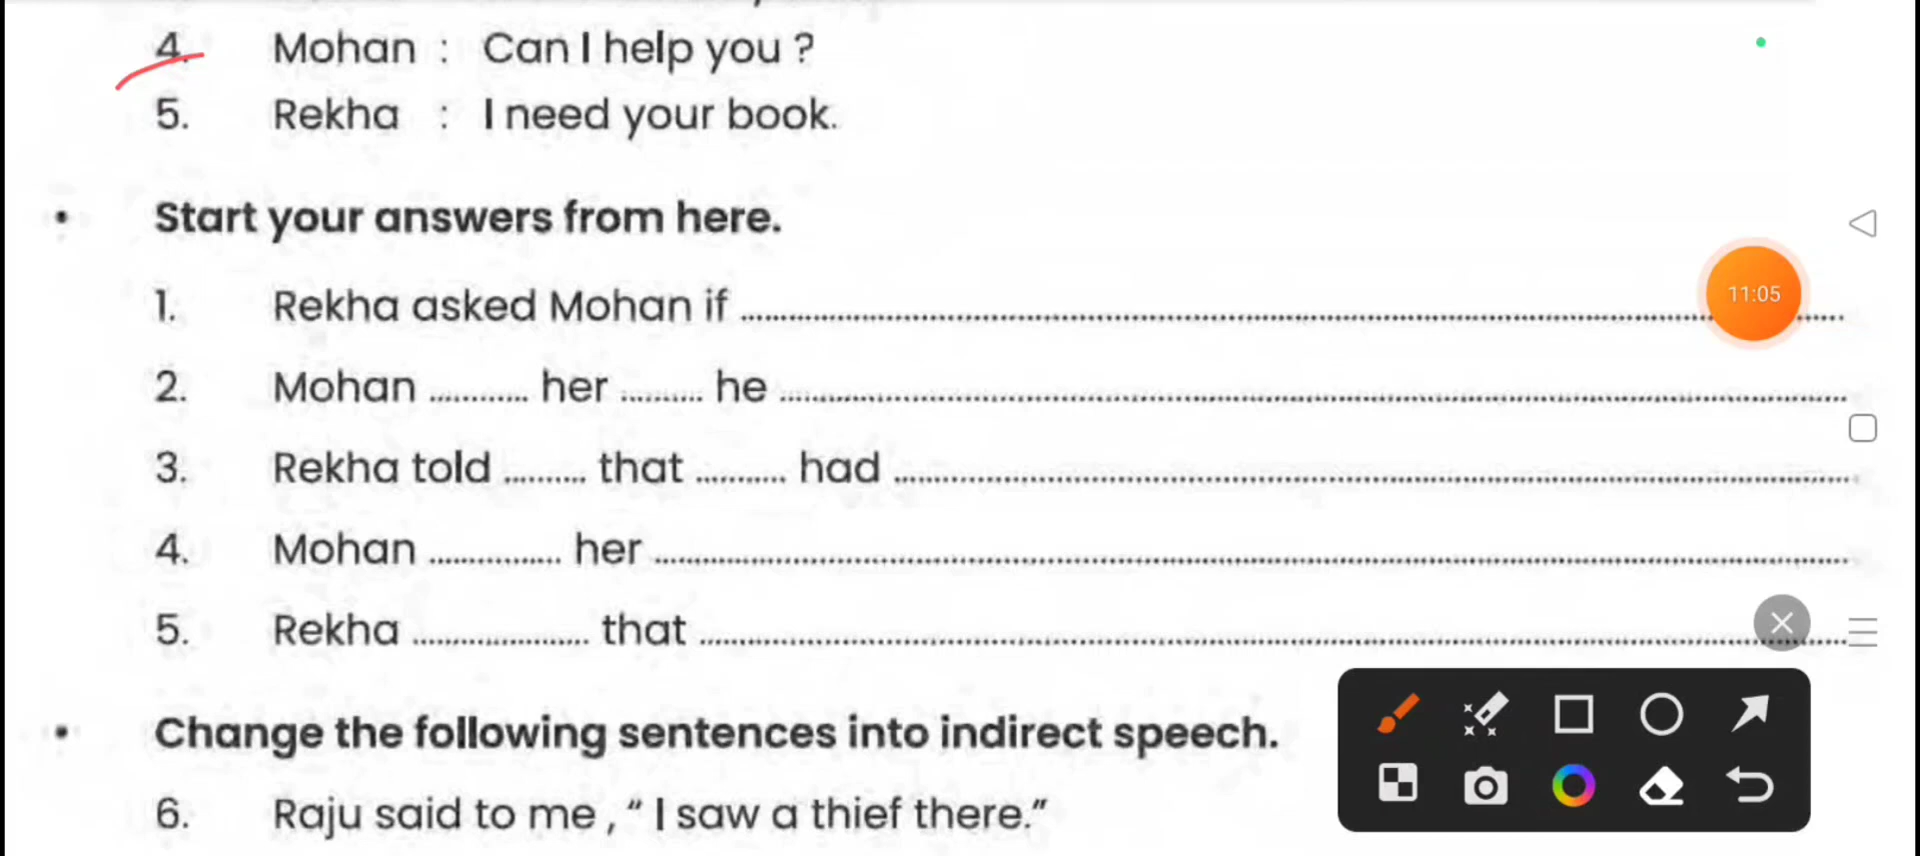 4. Mohan : Can I help you ?
5. Rekha : I need your book.
• Start your answers from here.
1. Rekha asked Mohan if ........................
11:05
2. Mohan ........... her ......... he ........................
3. Rekha told ......... that .......... had ........................
4. Mohan ............... her ........................
5. Rekha .................... that ........................
• Change the following sentences into indirect speech.
6. Raju said to me , “ I saw a thief there.”